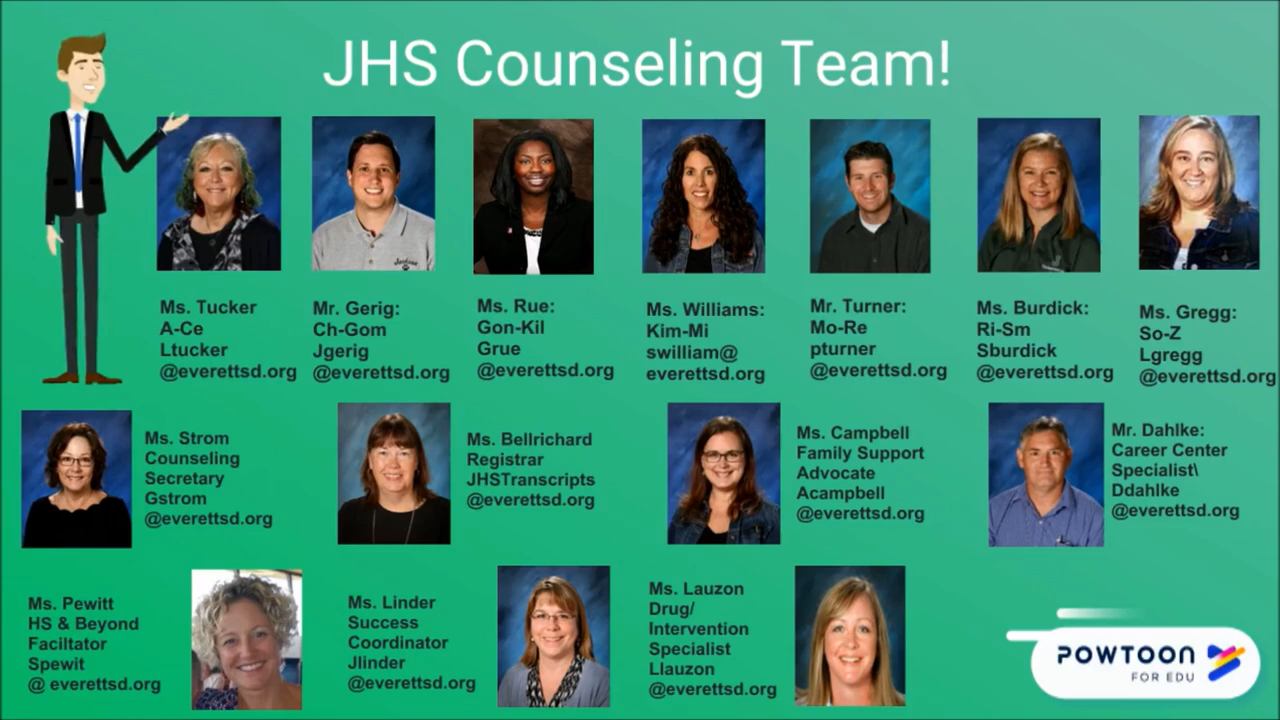 JHS Counseling Team!
Ms. Tucker
A-Ce
Ltucker
@everettsd.org
Mr. Gerig:
Ch-Gom
Jgerig
@everettsd.org
Ms. Rue:
Gon-Kil
Grue
@everettsd.org
Ms. Williams:
Kim-Mi
swilliam@
everettsd.org
Mr. Turner:
Mo-Re
pturner
@everettsd.org
Ms. Burdick:
Ri-Sm
Sburdick
@everettsd.org
Ms. Gregg:
So-Z
Lgregg
@everettsd.org
Ms. Strom
Counseling
Secretary
Gstrom
@everettsd.org
Ms. Bellrichard
Registrar
JHSTranscripts
@everettsd.org
Ms. Campbell
Family Support
Advocate
Acampbell
@everettsd.org
Mr. Dahlke:
Career Center
Specialist\
Ddahlke
@everettsd.org
Ms. Pewitt
HS & Beyond
Faciltator
Spewit
@ everettsd.org
Ms. Linder
Success
Coordinator
Jlinder
@everettsd.org
Ms. Lauzon
Drug/
Intervention
Specialist
Llauzon
@everettsd.org
POWTOON
FOR EDU